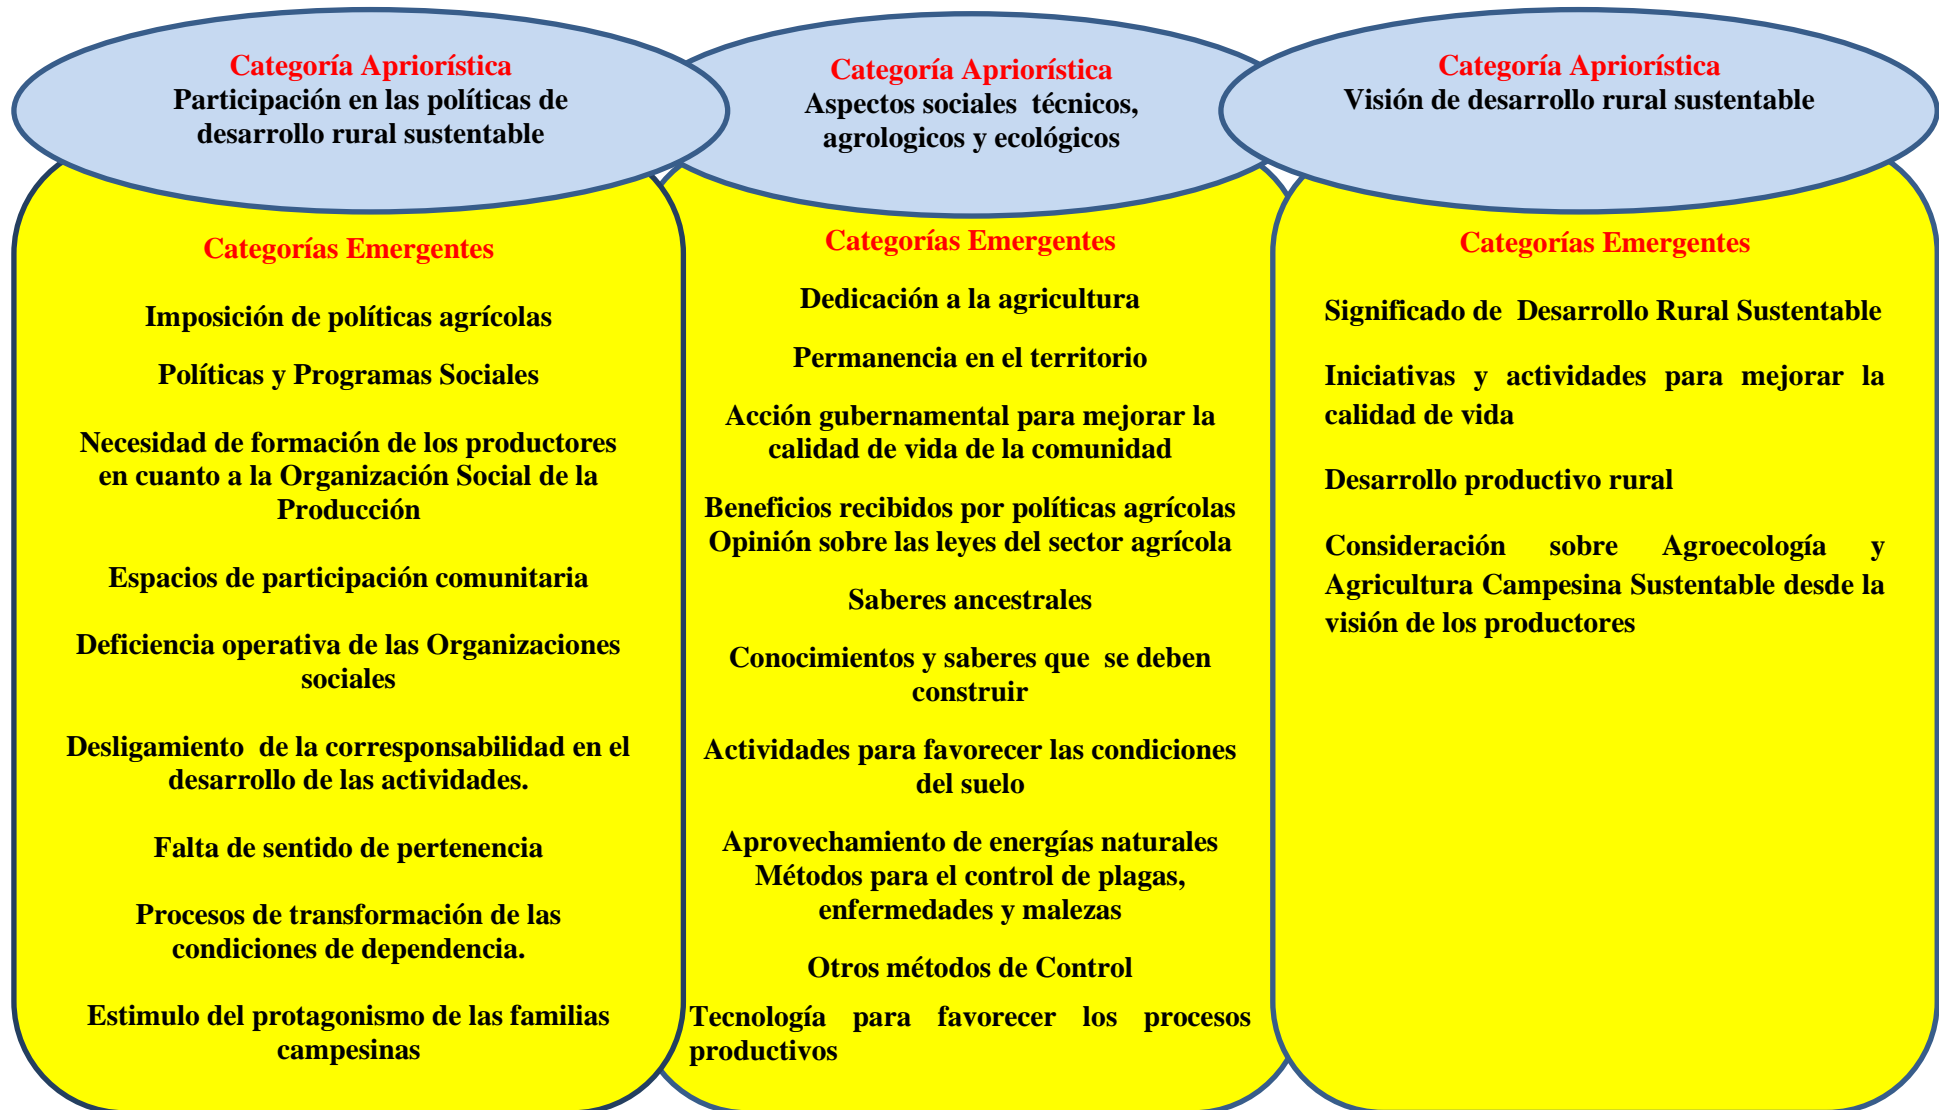 Categoría Apriorística
Participación en las políticas de
desarrollo rural sustentable
Categorías Emergentes
Imposición de políticas agrícolas
Políticas y Programas Sociales
Necesidad de formación de los productores
en cuanto a la Organización Social de la
Producción
Espacios de participación comunitaria
Deficiencia operativa de las Organizaciones
sociales
Desligamiento de la corresponsabilidad en el
desarrollo de las actividades.
Falta de sentido de pertenencia
Procesos de transformación de las
condiciones de dependencia.
Estimulo del protagonismo de las familias
campesinas
Categoría Apriorística
Aspectos sociales técnicos,
agrologicos y ecológicos
Categorías Emergentes
Dedicación a la agricultura
Permanencia en el territorio
Acción gubernamental para mejorar la
calidad de vida de la comunidad
Beneficios recibidos por políticas agrícolas
Opinión sobre las leyes del sector agrícola
Saberes ancestrales
Conocimientos y saberes que se deben
construir
Actividades para favorecer las condiciones
del suelo
Aprovechamiento de energías naturales
Métodos para el control de plagas,
enfermedades y malezas
Otros métodos de Control
Tecnología para favorecer los procesos
productivos
Categoría Apriorística
Visión de desarrollo rural sustentable
Categorías Emergentes
Significado de Desarrollo Rural Sustentable
Iniciativas y actividades para mejorar la
calidad de vida
Desarrollo productivo rural
Consideración sobre Agroecología y
Agricultura Campesina Sustentable desde la
visión de los productores